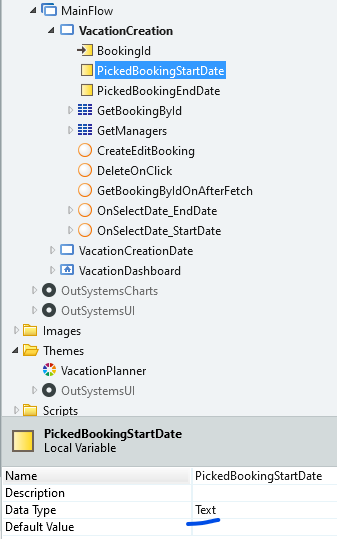 MainFlow
VacationCreation
BookingId
PickedBookingStartDate
PickedBookingEndDate
GetBookingById
GetManagers
CreateEditBooking
DeleteOnClick
GetBookingByIdOnAfterFetch
OnSelectDate_EndDate
OnSelectDate_StartDate
VacationCreationDate
VacationDashboard
OutSystemsCharts
OutSystemsUI
Images
Themes
VacationPlanner
OutSystemsUI
Scripts
PickedBookingStartDate
Local Variable
Name PickedBookingStartDate
Description
Data Type Text
Default Value